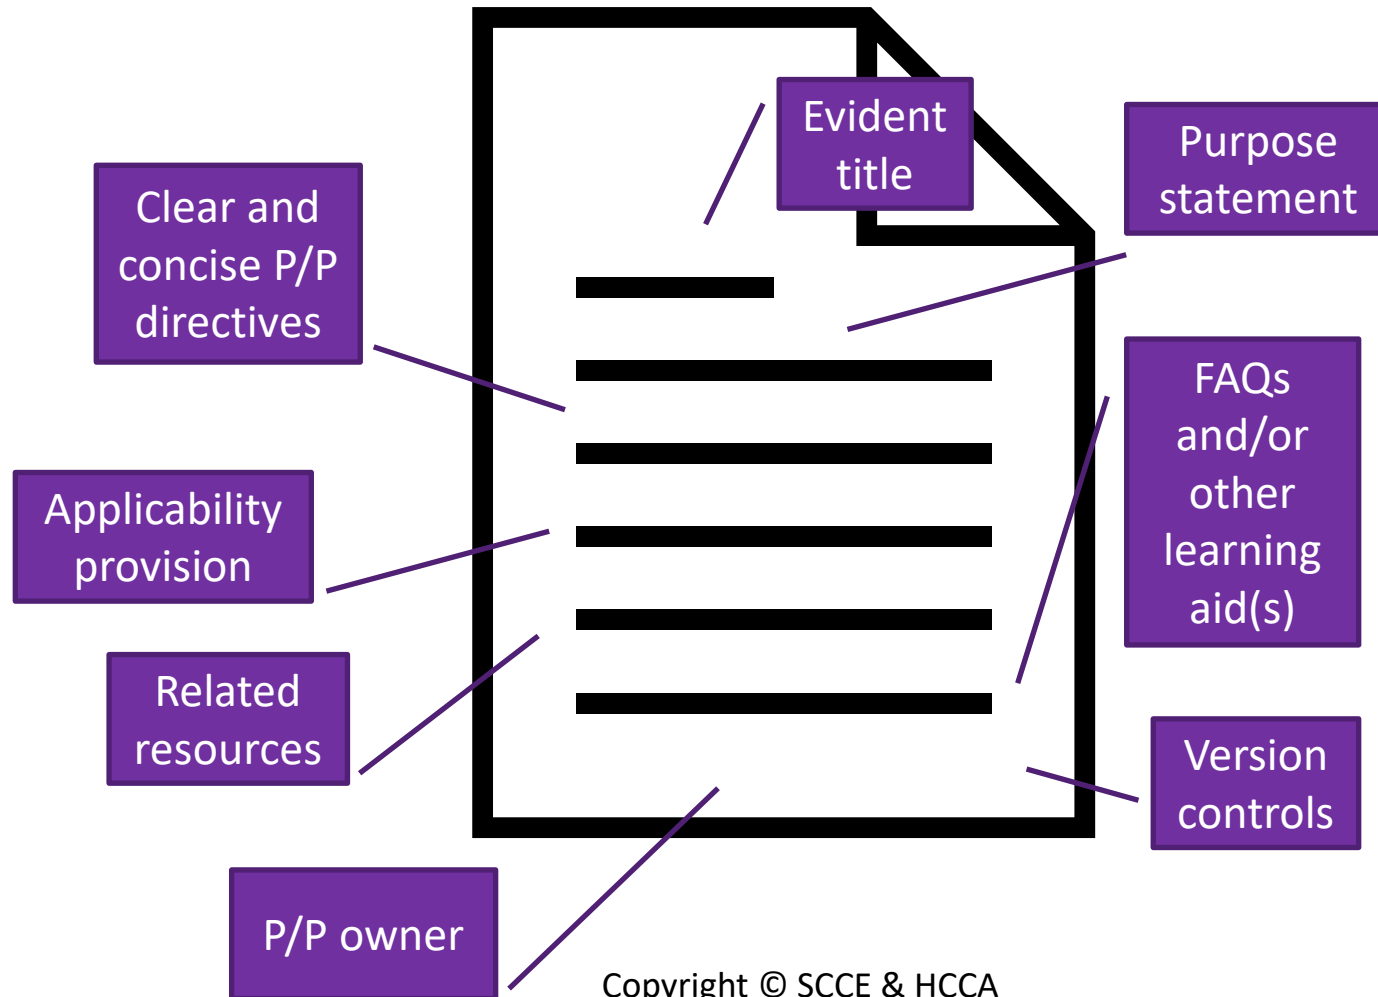 Evident
title
Purpose
statement
Clear and
concise P/P
directives
FAQs
and/or
other
learning
aid(s)
Applicability
provision
Related
resources
Version
controls
P/P owner
Copyright © SCCE & HCCA